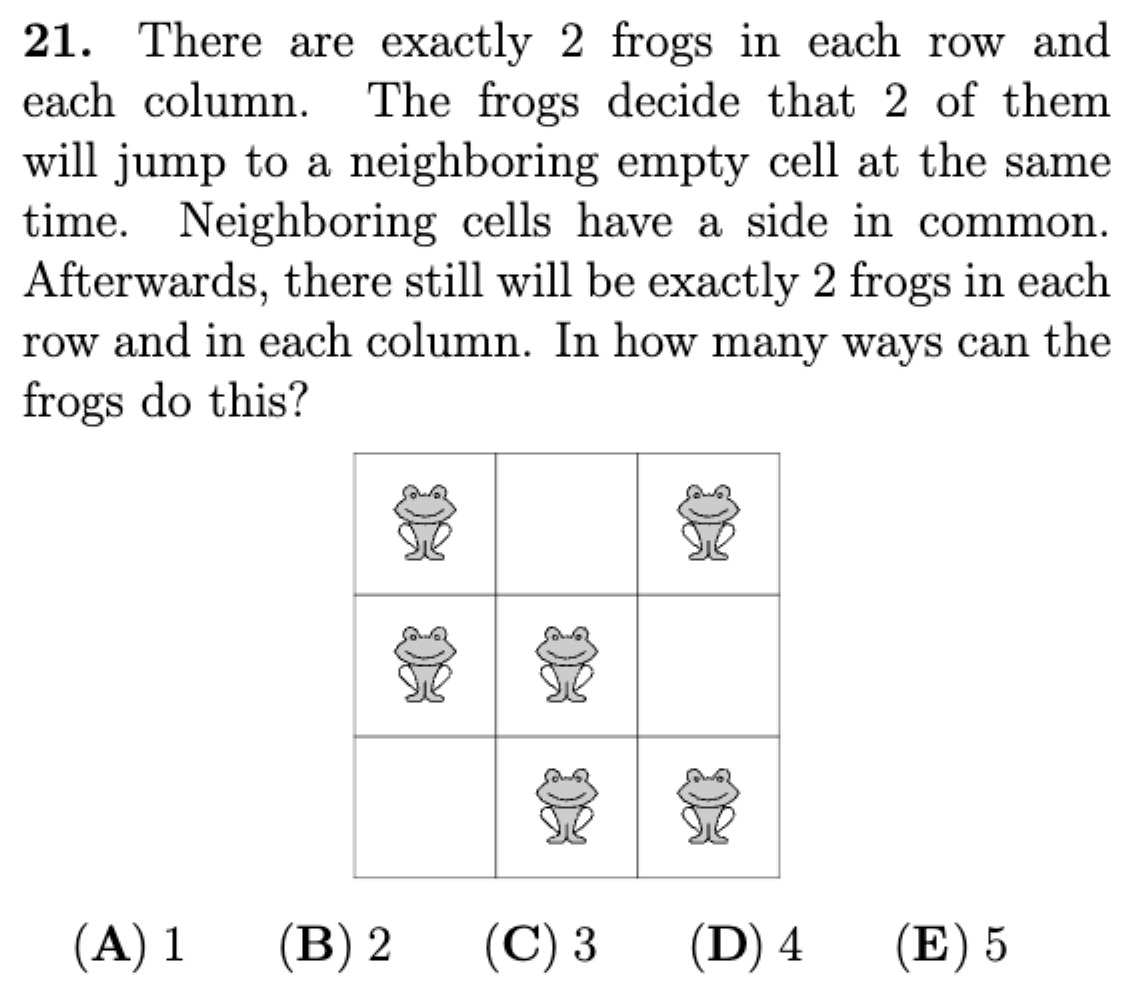 21. There are exactly 2 frogs in each row and
each column. The frogs decide that 2 of them
will jump to a neighboring empty cell at the same
time. Neighboring cells have a side in common.
Afterwards, there still will be exactly 2 frogs in each
row and in each column. In how many ways can the
frogs do this?
(A) 1 (B) 2 (C) 3 (D) 4 (E) 5